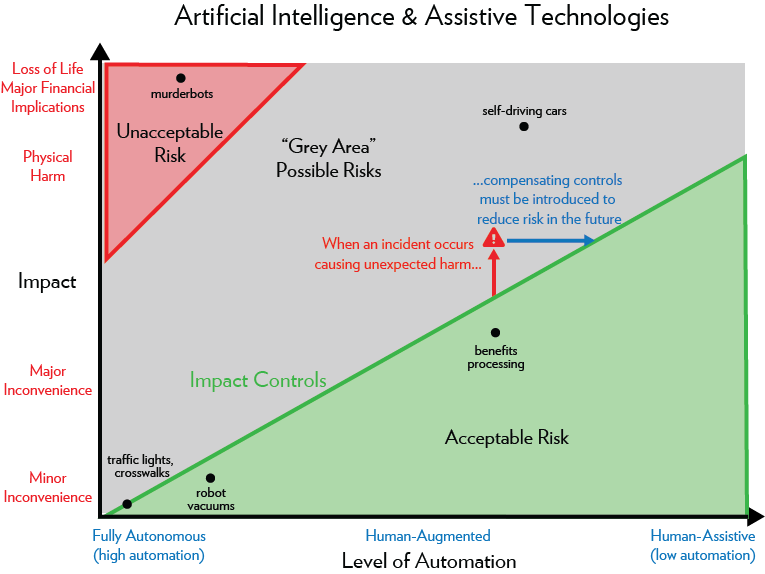 Artificial Intelligence & Assistive Technologies
Loss of Life
Major Financial
Implications
Physical
Harm
Impact
Major
Inconvenience
Minor
Inconvenience
murderbots
Unacceptable
Risk
“Grey Area”
Possible Risks
self-driving cars
...compensating controls
must be introduced to
reduce risk in the future
When an incident occurs
causing unexpected harm...
!
benefits
processing
Impact Controls
Acceptable Risk
traffic lights,
crosswalks
robot
vacuums
Fully Autonomous
(high automation)
Human-Augmented
Human-Assistive
(low automation)
Level of Automation